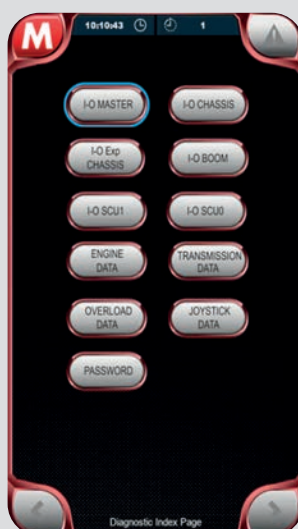 M
10:10:43 1
I-O MASTER
I-O CHASSIS
I-O Exp
CHASSIS
I-O BOOM
I-O SCU1
I-O SCU0
ENGINE
DATA
TRANSMISSION
DATA
OVERLOAD
DATA
JOYSTICK
DATA
PASSWORD
Diagnostic Index Page